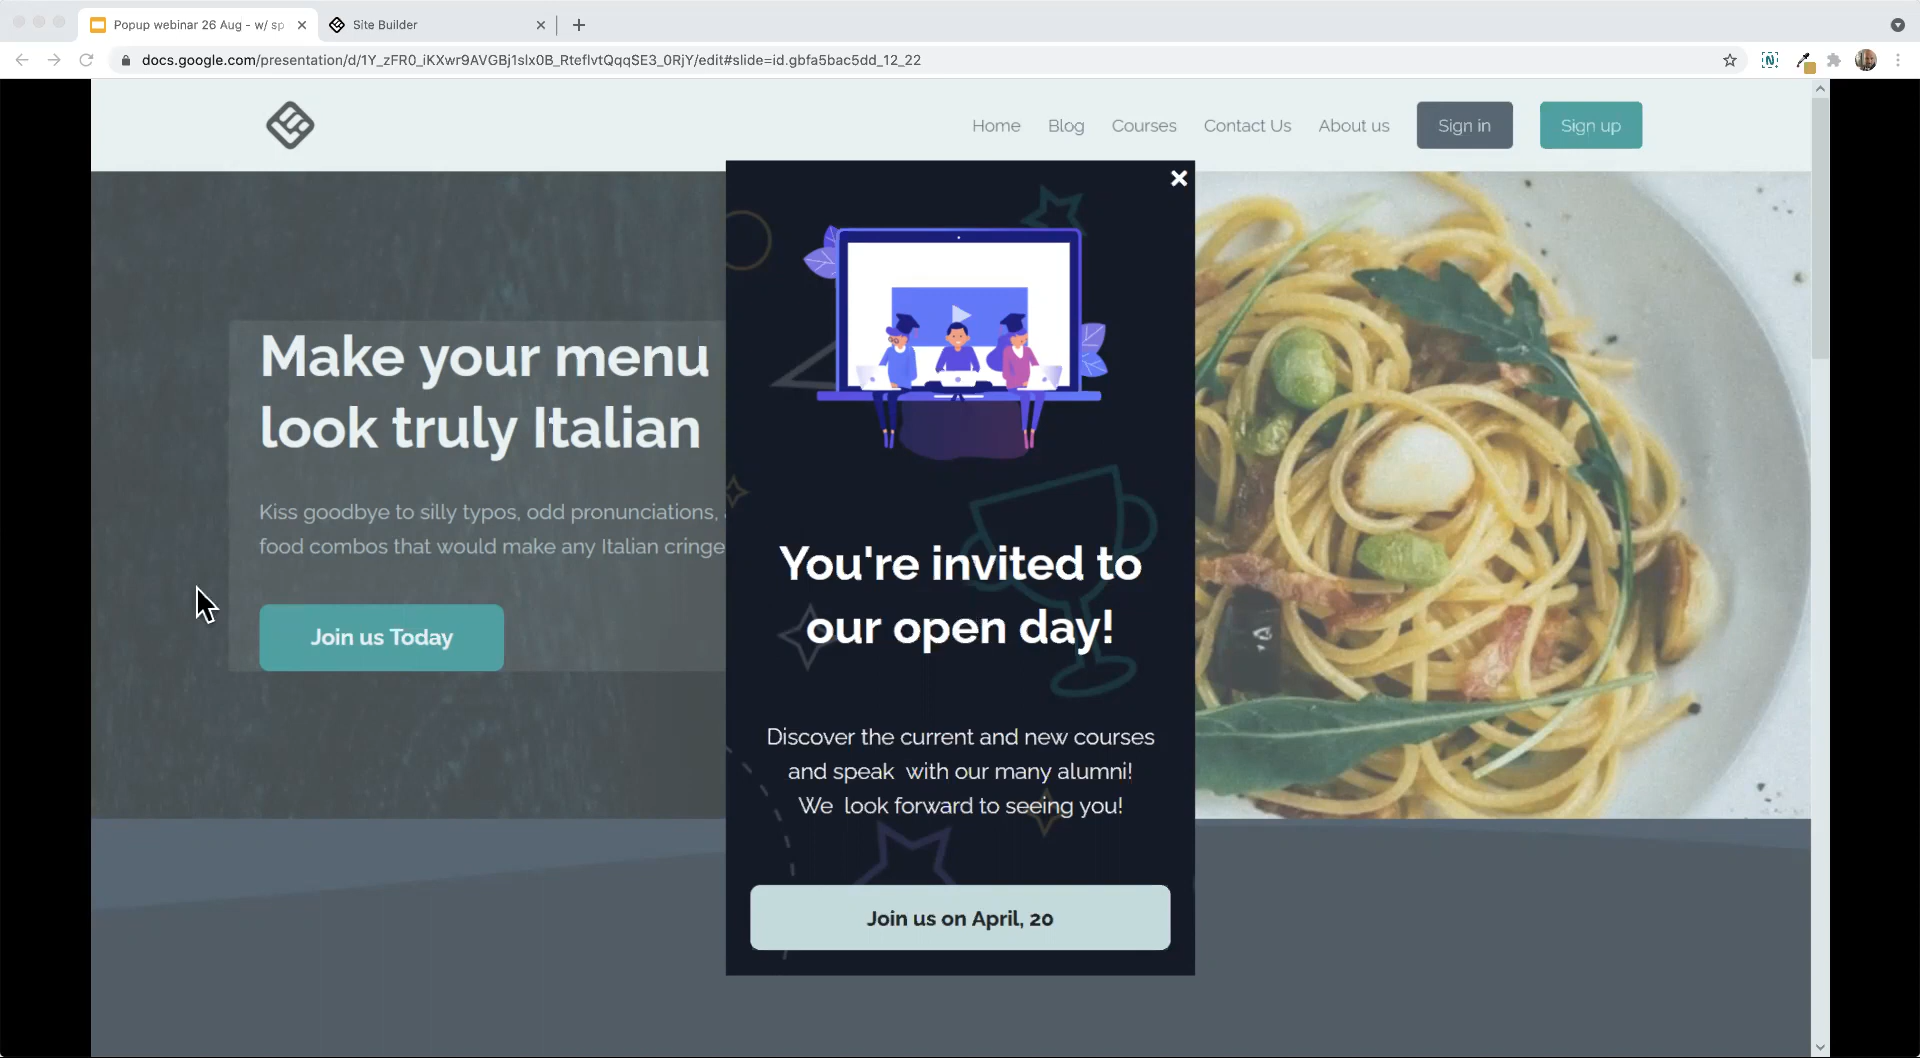 Popup webinar 26 Aug - w/ sp
Site Builder
docs.google.com/presentation/d/1Y_zFR0_iKXwr9AVGBj1slx0B_RteflvtQqqSE3_0RjY/edit#slide=id.gbfa5bac5dd_12_22
Home Blog Courses Contact Us About us Sign in Sign up
Make your menu
look truly Italian
Kiss goodbye to silly typos, odd pronunciations,
food combos that would make any Italian cringe
Join us Today
You're invited to
our open day!
Discover the current and new courses
and speak with our many alumni!
We look forward to seeing you!
Join us on April, 20